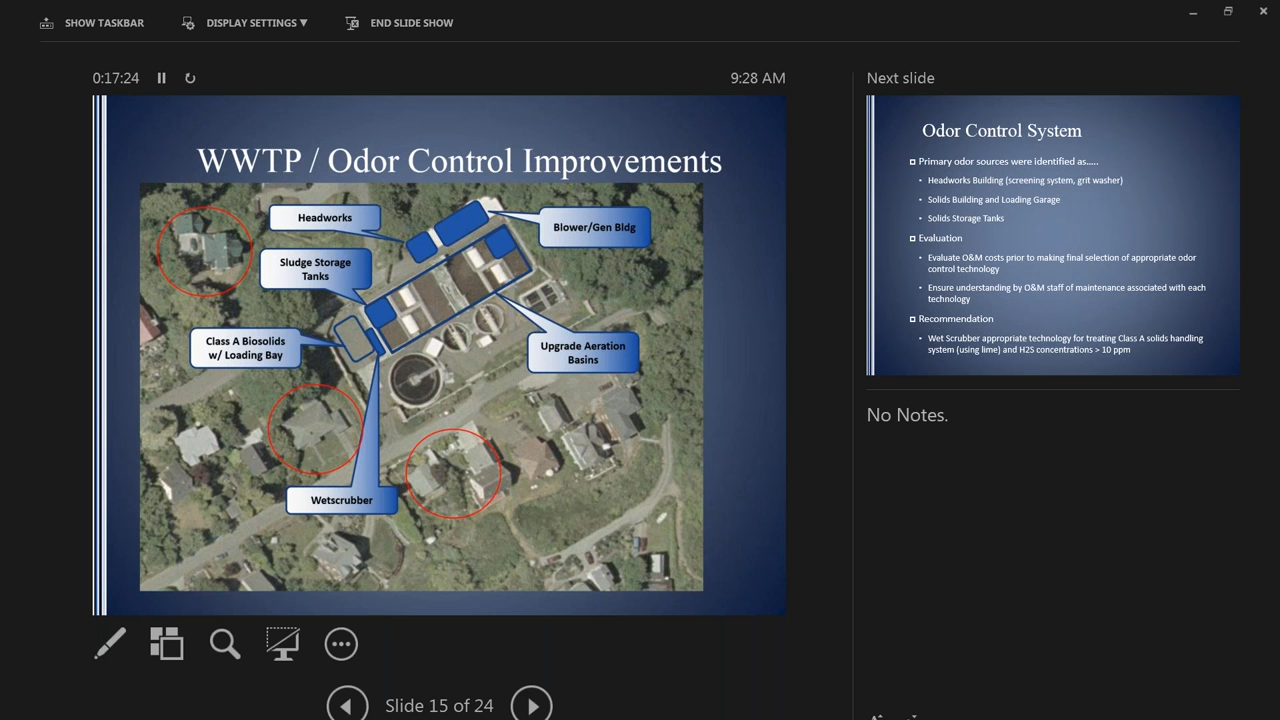 SHOW TASKBAR
DISPLAY SETTINGS ▼
END SLIDE SHOW
0:17:24
9:28 AM
WWTP / Odor Control Improvements
Headworks
Blower/Gen Bldg
Sludge Storage
Tanks
Class A Biosolids
w/ Loading Bay
Upgrade Aeration
Basins
Wetscrubber
Slide 15 of 24
Next slide
Odor Control System
Primary odor sources were identified as.....
Headworks Building (screening system, grit washer)
Solids Building and Loading Garage
Solids Storage Tanks
Evaluation
Evaluate O&M costs prior to making final selection of appropriate odor
control technology
Ensure understanding by O&M staff of maintenance associated with each
technology
Recommendation
Wet Scrubber appropriate technology for treating Class A solids handling
system (using lime) and H2S concentrations > 10 ppm
No Notes.